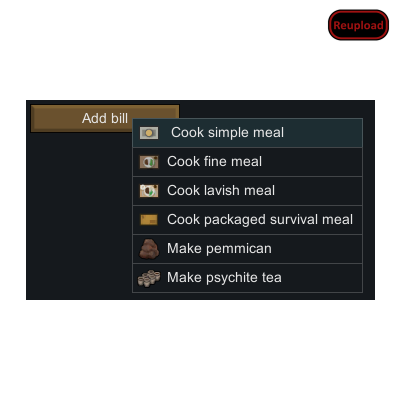 Reupload
Add bill
Cook simple meal
Cook fine meal
Cook lavish meal
Cook packaged survival meal
Make pemmican
Make psychite tea